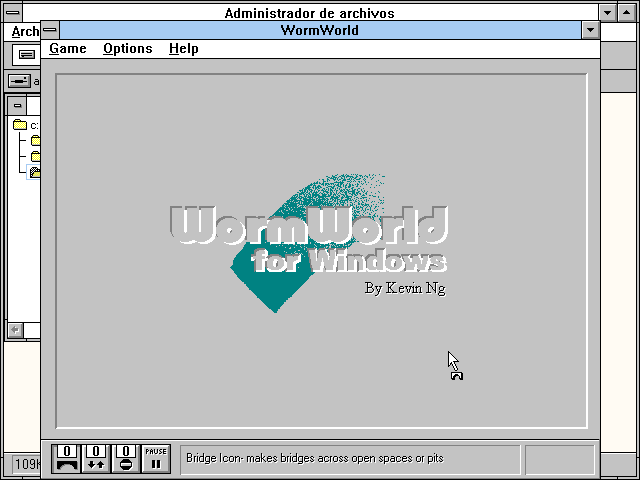 Administrador de archivos
Arch
WormWorld
Game Options Help
a
c:
WormWorld
for Windows
By Kevin Ng
0 0 0 PAUSE
109K
Bridge Icon- makes bridges across open spaces or pits